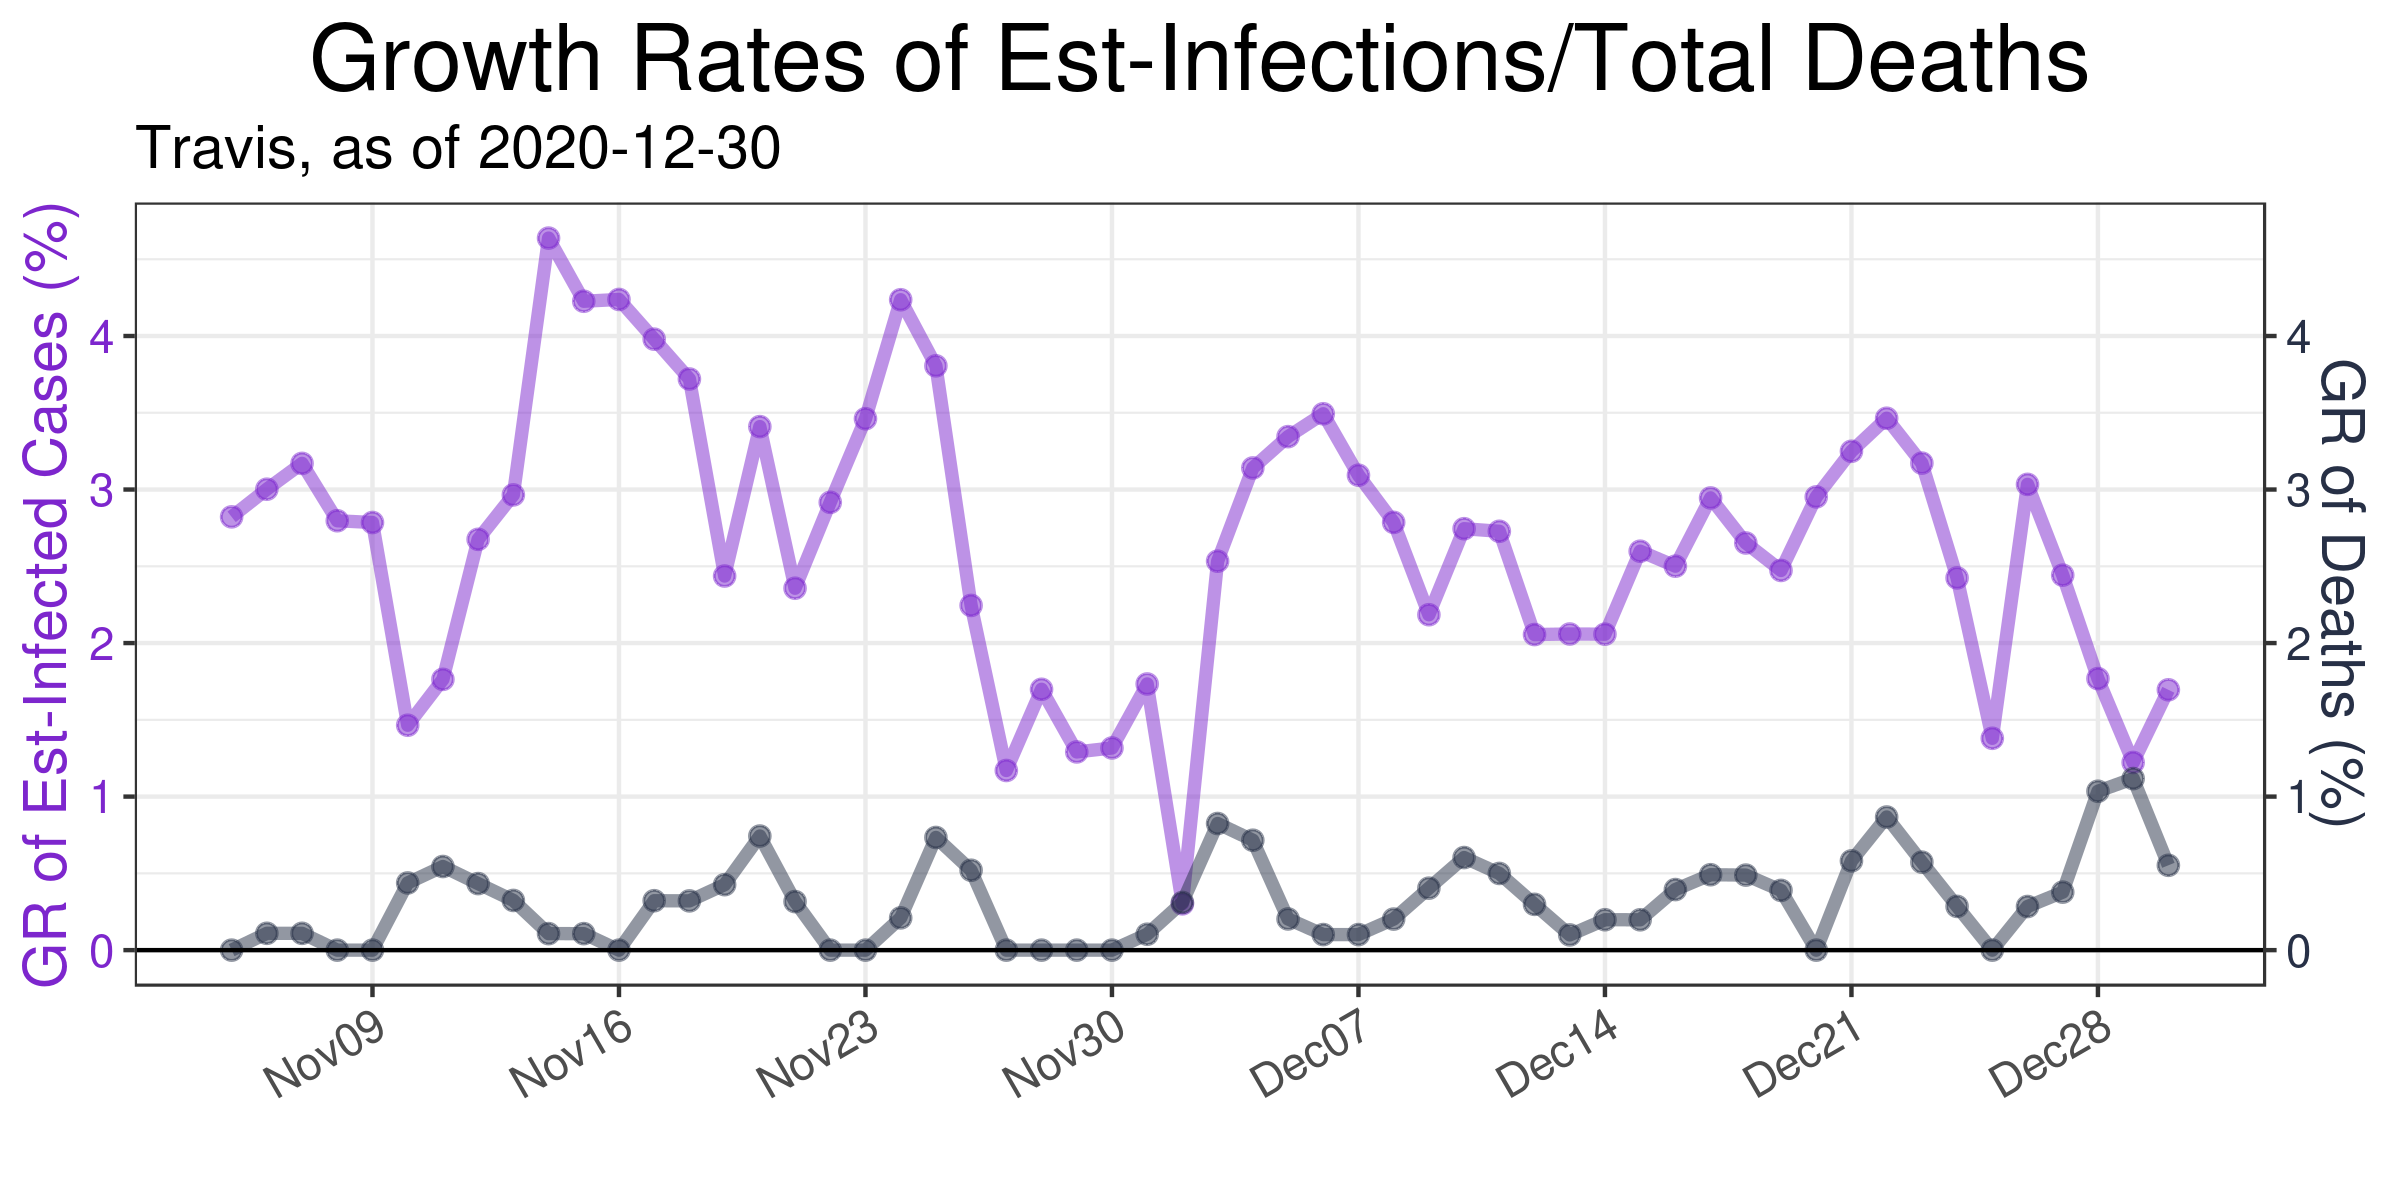 Growth Rates of Est-Infections/Total Deaths
Travis, as of 2020-12-30
GR of Est-Infected Cases (%)
4
3
2
1
0
4
3
2
1
0
GR of Deaths (%)
Nov09
Nov16
Nov23
Nov30
Dec07
Dec14
Dec21
Dec28